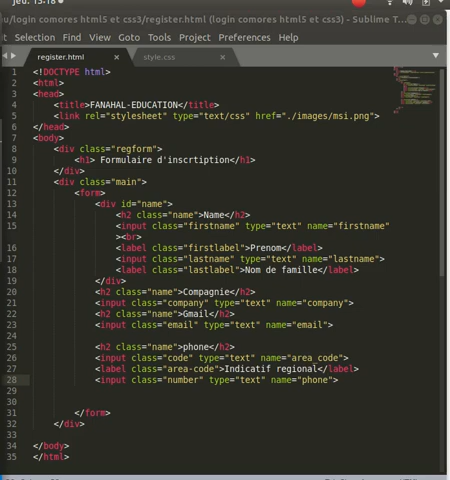 jeu. 13:18
u/login comores html5 et css3/register.html (login comores html5 et css3) - Sublime T...
Selection Find View Goto Tools Project Preferences Help
register.html × style.css ×
1 <!DOCTYPE html>
2 <html>
3 <head>
4 <title>FANAHAL-EDUCATION</title>
5 <link rel="stylesheet" type="text/css" href="./images/msi.png">
6 </head>
7 <body>
8 <div class="regform">
9 <h1> Formulaire d'inscrtiption</h1>
10 </div>
11 <div class="main">
12 <form>
13 <div id="name">
14 <h2 class="name">Name</h2>
15 <input class="firstname" type="text" name="firstname"
><br>
16 <label class="firstlabel">Prenom</label>
17 <input class="lastname" type="text" name="lastname">
18 <label class="lastlabel">Nom de famille</label>
19 </div>
20 <h2 class="name">Compagnie</h2>
21 <input class="company" type="text" name="company">
22 <h2 class="name">Gmail</h2>
23 <input class="email" type="text" name="email">
24
25 <h2 class="name">phone</h2>
26 <input class="code" type="text" name="area_code">
27 <label class="area-code">Indicatif regional</label>
28 <input class="number" type="text" name="phone">
29
30
31 </form>
32 </div>
33
34 </body>
35 </html>